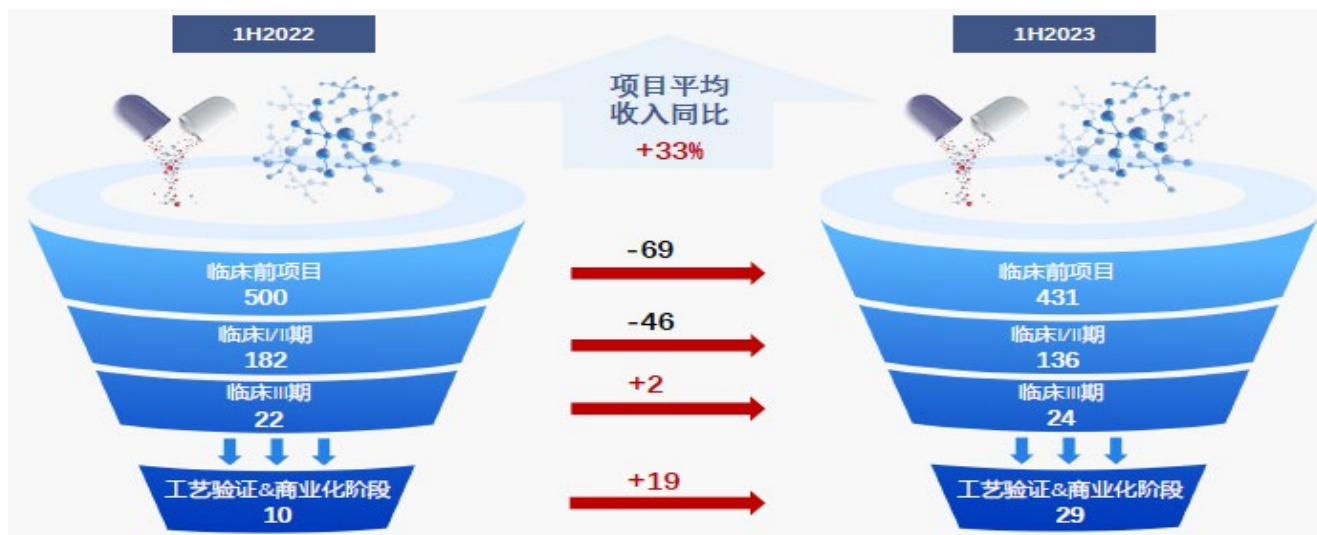 1H2022
1H2023
项目平均
收入同比
+33%
临床前项目
500
-69
临床前项目
431
临床I/II期
182
-46
临床I/II期
136
临床III期
22
+2
临床III期
24
工艺验证&商业化阶段
10
+19
工艺验证&商业化阶段
29